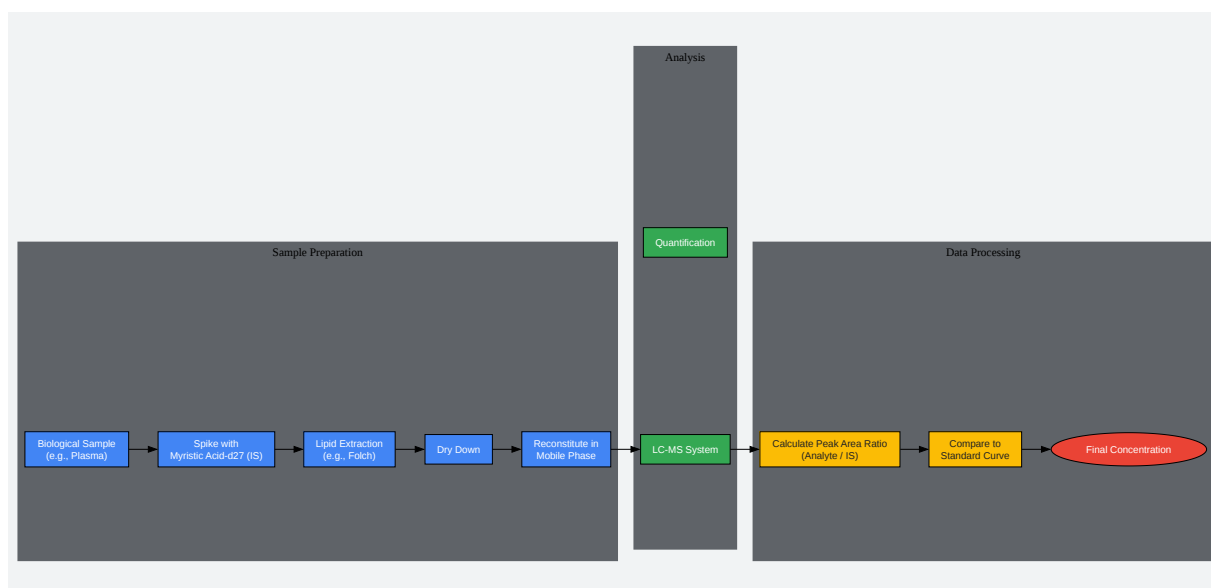 Analysis
Quantification
Sample Preparation
Data Processing
Biological Sample
(e.g., Plasma)
Spike with
Myristic Acid-d27 (IS)
Lipid Extraction
(e.g., Folch)
Dry Down
Reconstitute in
Mobile Phase
LC-MS System
Calculate Peak Area Ratio
(Analyte / IS)
Compare to
Standard Curve
Final Concentration